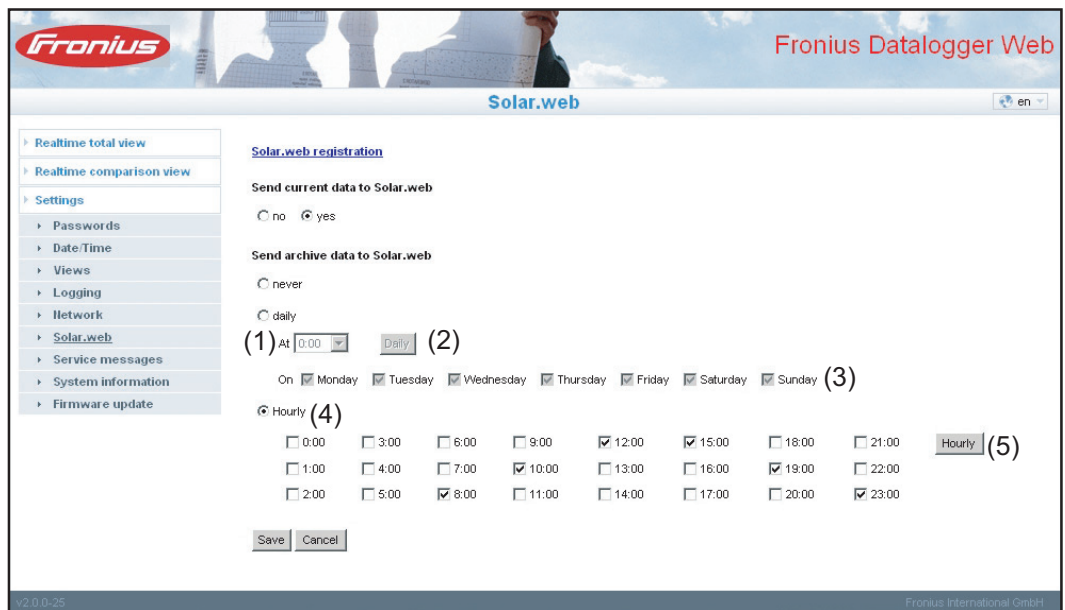 Fronius
Fronius Datalogger Web
Solar.web
en
Realtime total view
Realtime comparison view
Settings
Passwords
Date/Time
Views
Logging
Network
Solar.web
Service messages
System information
Firmware update
Solar.web registration
Send current data to Solar.web
no yes
Send archive data to Solar.web
never
daily
(1) At 0:00 Daily (2)
On Monday Tuesday Wednesday Thursday Friday Saturday Sunday (3)
Hourly (4)
0:00 3:00 6:00 9:00 12:00 15:00 18:00 21:00 Hourly (5)
1:00 4:00 7:00 10:00 13:00 16:00 19:00 22:00
2:00 5:00 8:00 11:00 14:00 17:00 20:00 23:00
Save Cancel
v2.0.0-25 Fronius International GmbH